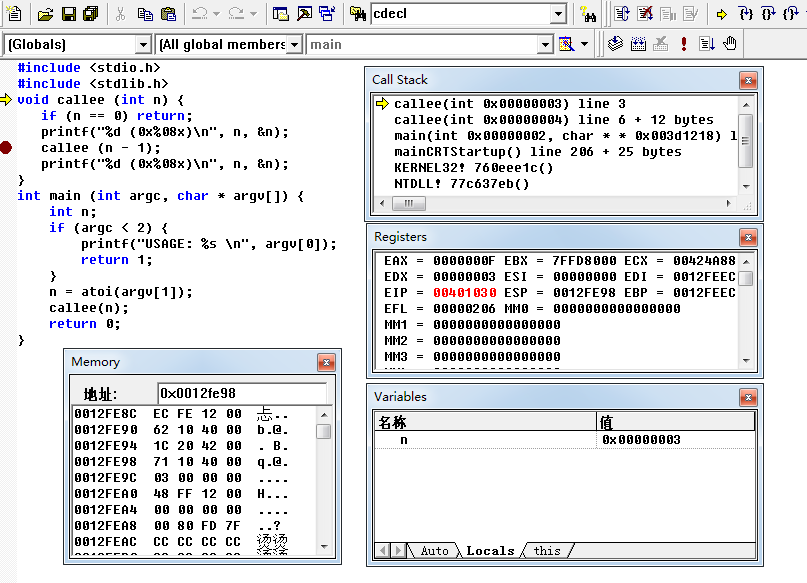 cdecl
(Globals)
(All global members
main
#include <stdio.h>
#include <stdlib.h>
void callee (int n) {
if (n == 0) return;
printf("%d (0x%08x)\n", n, &n);
callee (n - 1);
printf("%d (0x%08x)\n", n, &n);
}
int main (int argc, char * argv[]) {
int n;
if (argc < 2) {
printf("USAGE: %s \n", argv[0]);
return 1;
}
n = atoi(argv[1]);
callee(n);
return 0;
}
Call Stack
callee(int 0x00000003) line 3
callee(int 0x00000004) line 6 + 12 bytes
main(int 0x00000002, char * * 0x003d1218) l
mainCRTStartup() line 206 + 25 bytes
KERNEL32! 760eee1c()
NTDLL! 77c637eb()
Registers
EAX = 0000000F EBX = 7FFD8000 ECX = 00424A88
EDX = 00000003 ESI = 00000000 EDI = 0012FEEC
EIP = 00401030 ESP = 0012FE98 EBP = 0012FEEC
EFL = 00000206 MM0 = 0000000000000000
MM1 = 0000000000000000
MM2 = 0000000000000000
MM3 = 0000000000000000
Memory
地址: 0x0012fe98
0012FE8C EC FE 12 00 ..
0012FE90 62 10 40 00 b.@.
0012FE94 1C 20 42 00 . B.
0012FE98 71 10 40 00 q.@.
0012FE9C 03 00 00 00 ....
0012FEA0 48 FF 12 00 H...
0012FEA4 00 00 00 00 ....
0012FEA8 00 80 FD 7F ..?
0012FEAC CC CC CC CC 烫烫
Variables
名称 值
n 0x00000003
Auto Locals this